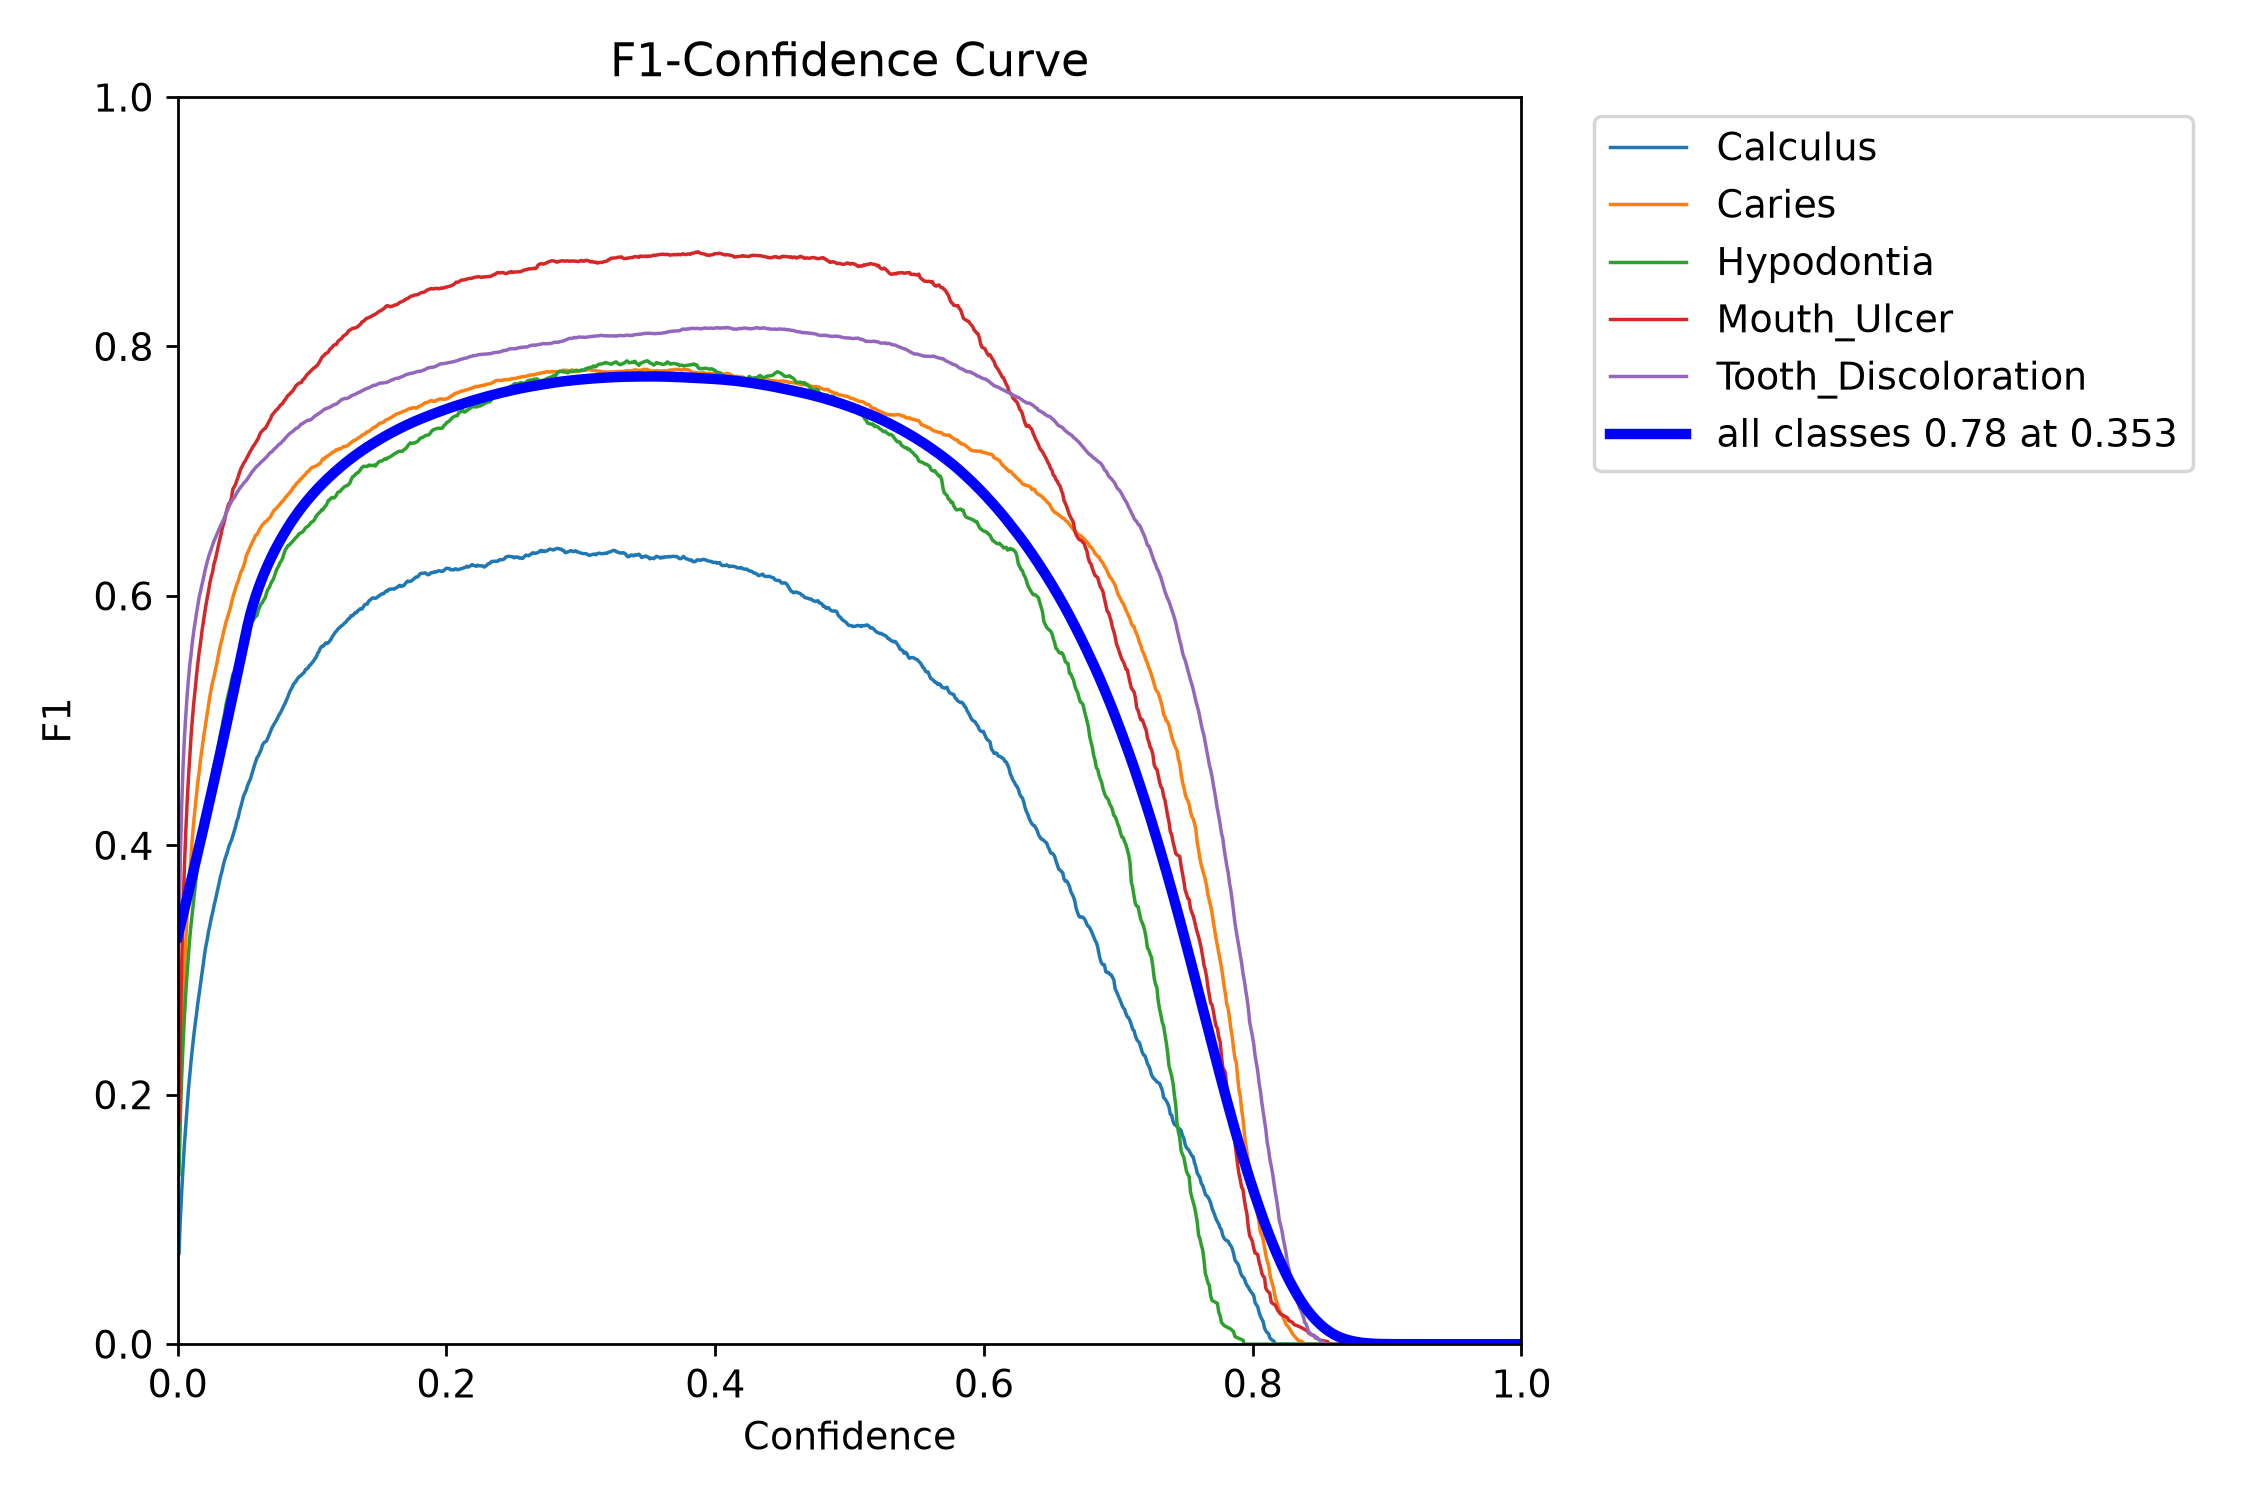 F1-Confidence Curve
1.0
0.8
0.6
0.4
0.2
0.0
F1
0.0 0.2 0.4 0.6 0.8 1.0
Confidence
Calculus
Caries
Hypodontia
Mouth_Ulcer
Tooth_Discoloration
all classes 0.78 at 0.353